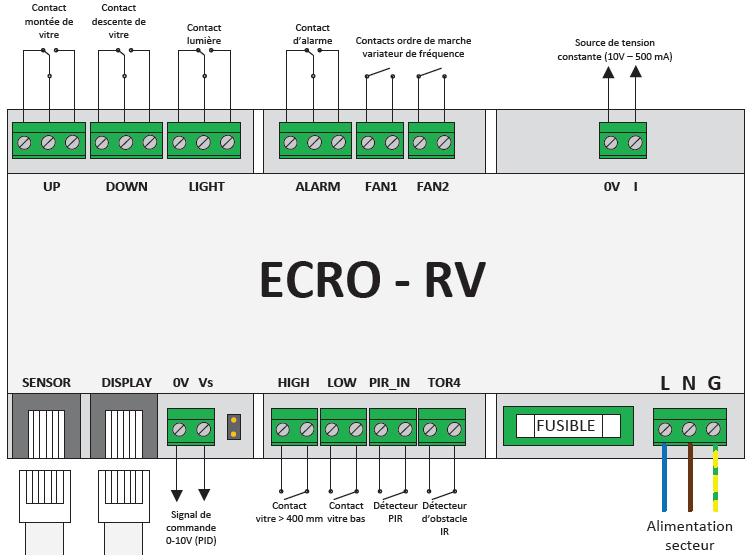 Contact
montée de
vitre
Contact
descente de
vitre
Contact
lumière
Contact
d'alarme
Contacts ordre de marche
variateur de fréquence
Source de tension
constante (10V – 500 mA)
UP
DOWN
LIGHT
ALARM
FAN1
FAN2
0V
I
ECRO - RV
SENSOR
DISPLAY
0V
Vs
HIGH
LOW
PIR_IN
TOR4
L N G
FUSIBLE
Signal de
commande
0-10V (PID)
Contact
vitre > 400 mm
Contact
vitre bas
Détecteur
PIR
Détecteur
d'obstacle
IR
Alimentation
secteur